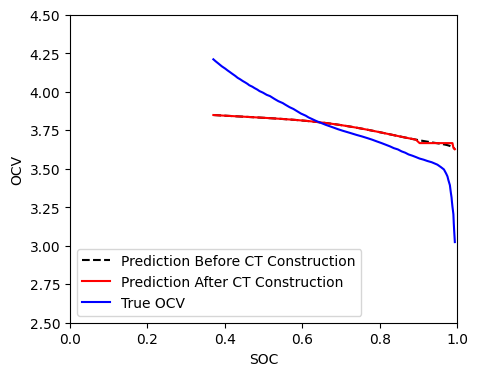 4.50
4.25
4.00
3.75
3.50
3.25
3.00
2.75
2.50
OCV
Prediction Before CT Construction
Prediction After CT Construction
True OCV
0.0 0.2 0.4 0.6 0.8 1.0
SOC